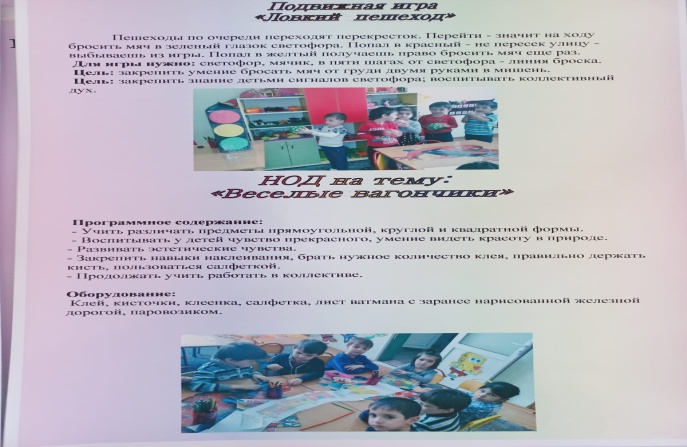 Подвижная игра
«Ловкий пешеход»
Пешеходы по очереди переходят перекресток. Перейти - значит на ходу
бросить мяч в зеленый глазок светофора. Попал в красный - не пересек улицу -
выбываешь из игры. Попал в желтый получаешь право бросить мяч еще раз.
Для игры нужно: светофор, мячик, в пяти шагах от светофора - линия броска.
Цель: закрепить умение бросать мяч от груди двумя руками в мишень.
Цель: закрепить знание детьми сигналов светофора; воспитывать коллективный
дух.
НОД на тему:
«Веселые вагончики»
Программное содержание:
- Учить различать предметы прямоугольной, круглой и квадратной формы.
- Воспитывать у детей чувство прекрасного, умение видеть красоту в природе.
- Развивать эстетические чувства.
- Закрепить навыки наклеивания, брать нужное количество клея, правильно держать
кисть, пользоваться салфеткой.
- Продолжать учить работать в коллективе.
Оборудование:
Клей, кисточки, клеенка, салфетка, лист ватмана с заранее нарисованной железной
дорогой, паровозиком.